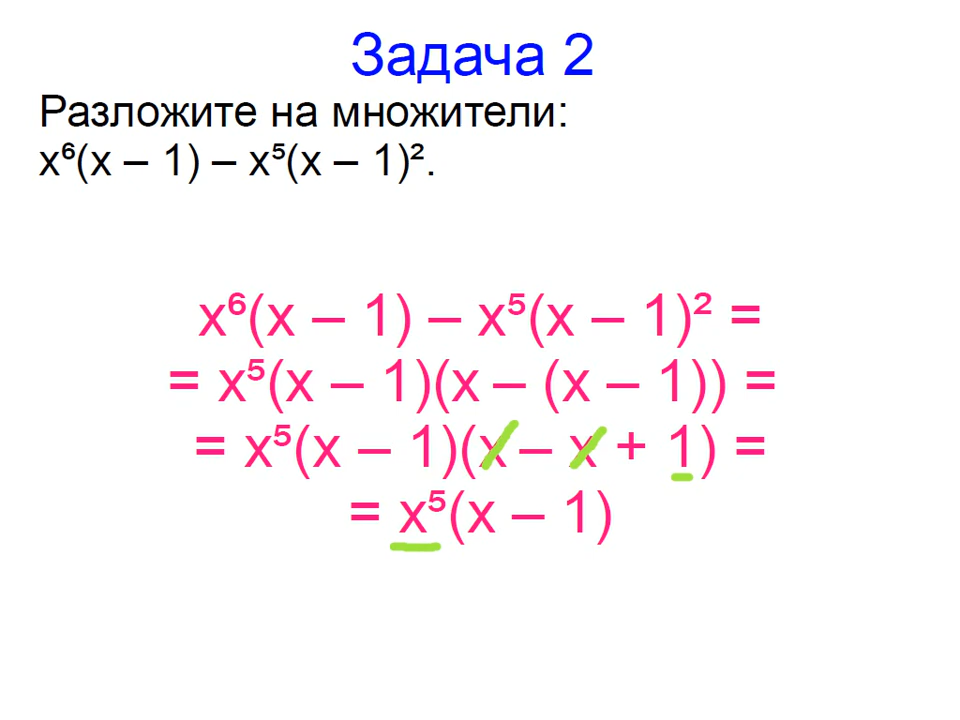 Задача 2
Разложите на множители:
x⁶(x – 1) – x⁵(x – 1)².
x⁶(x – 1) – x⁵(x – 1)² =
= x⁵(x – 1)(x – (x – 1)) =
= x⁵(x – 1)(x – x + 1) =
= x⁵(x – 1)